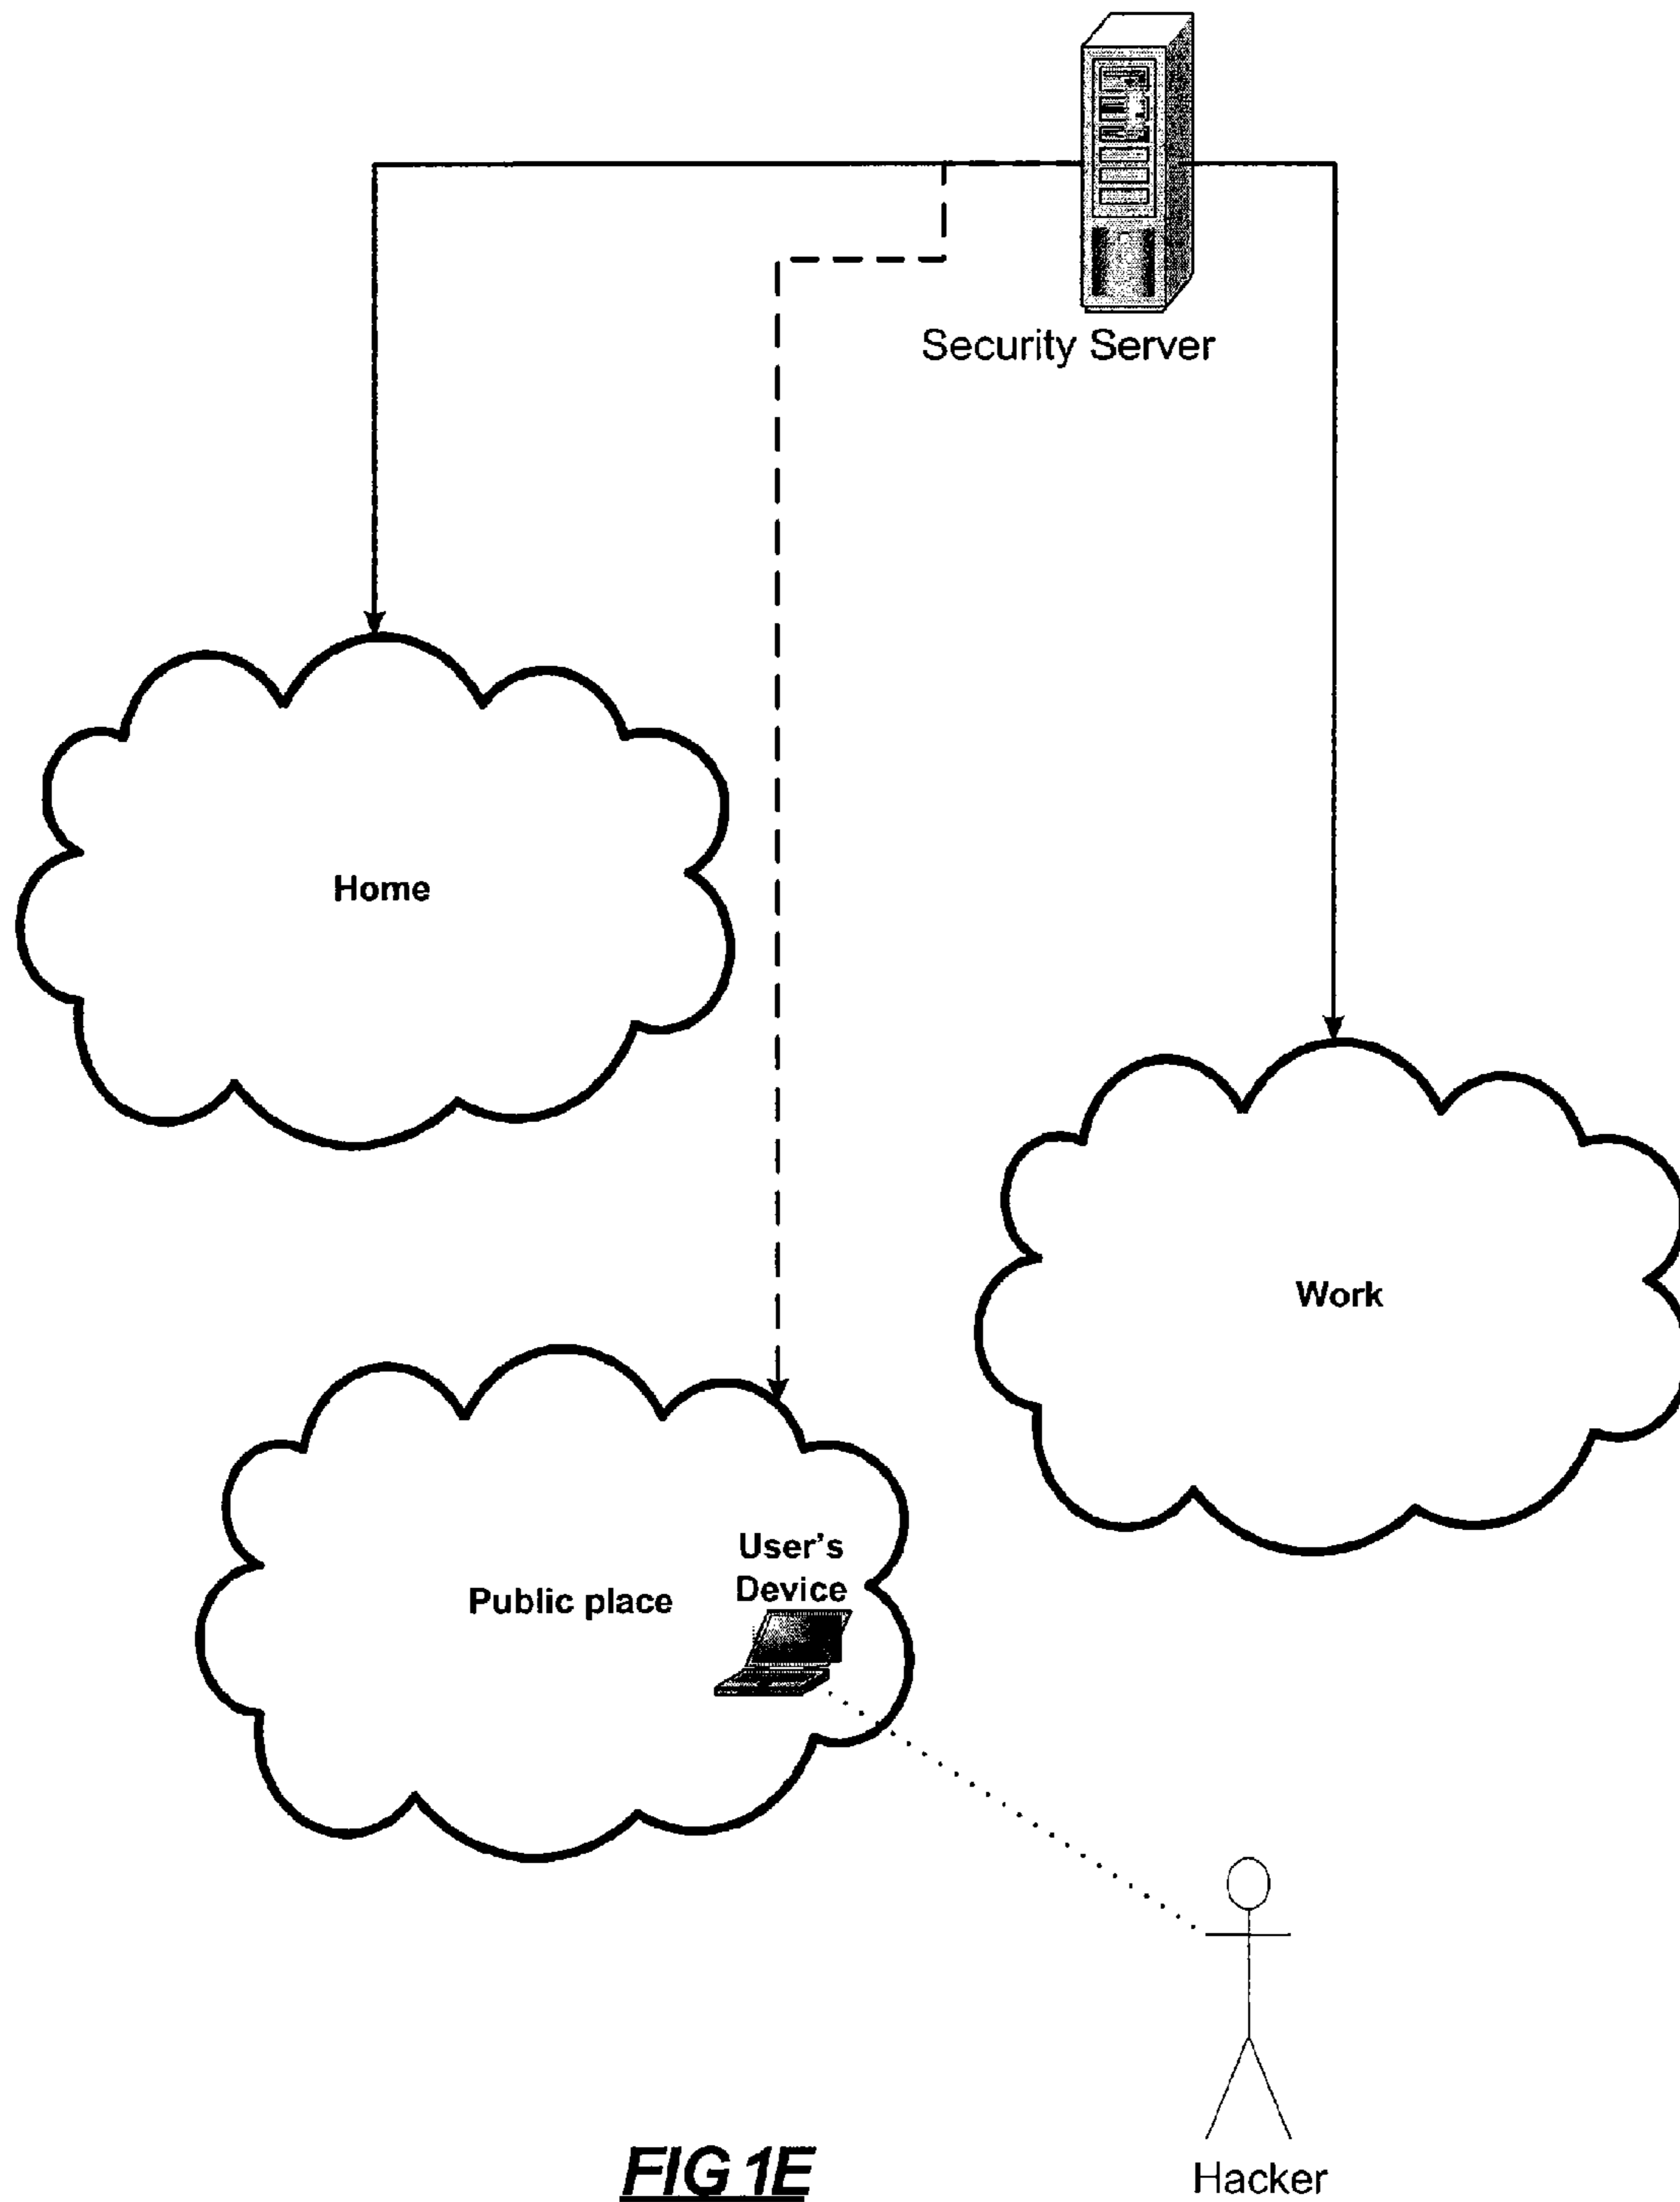 Security Server
Home
Work
User's
Device
Public place
Hacker
FIG 1E